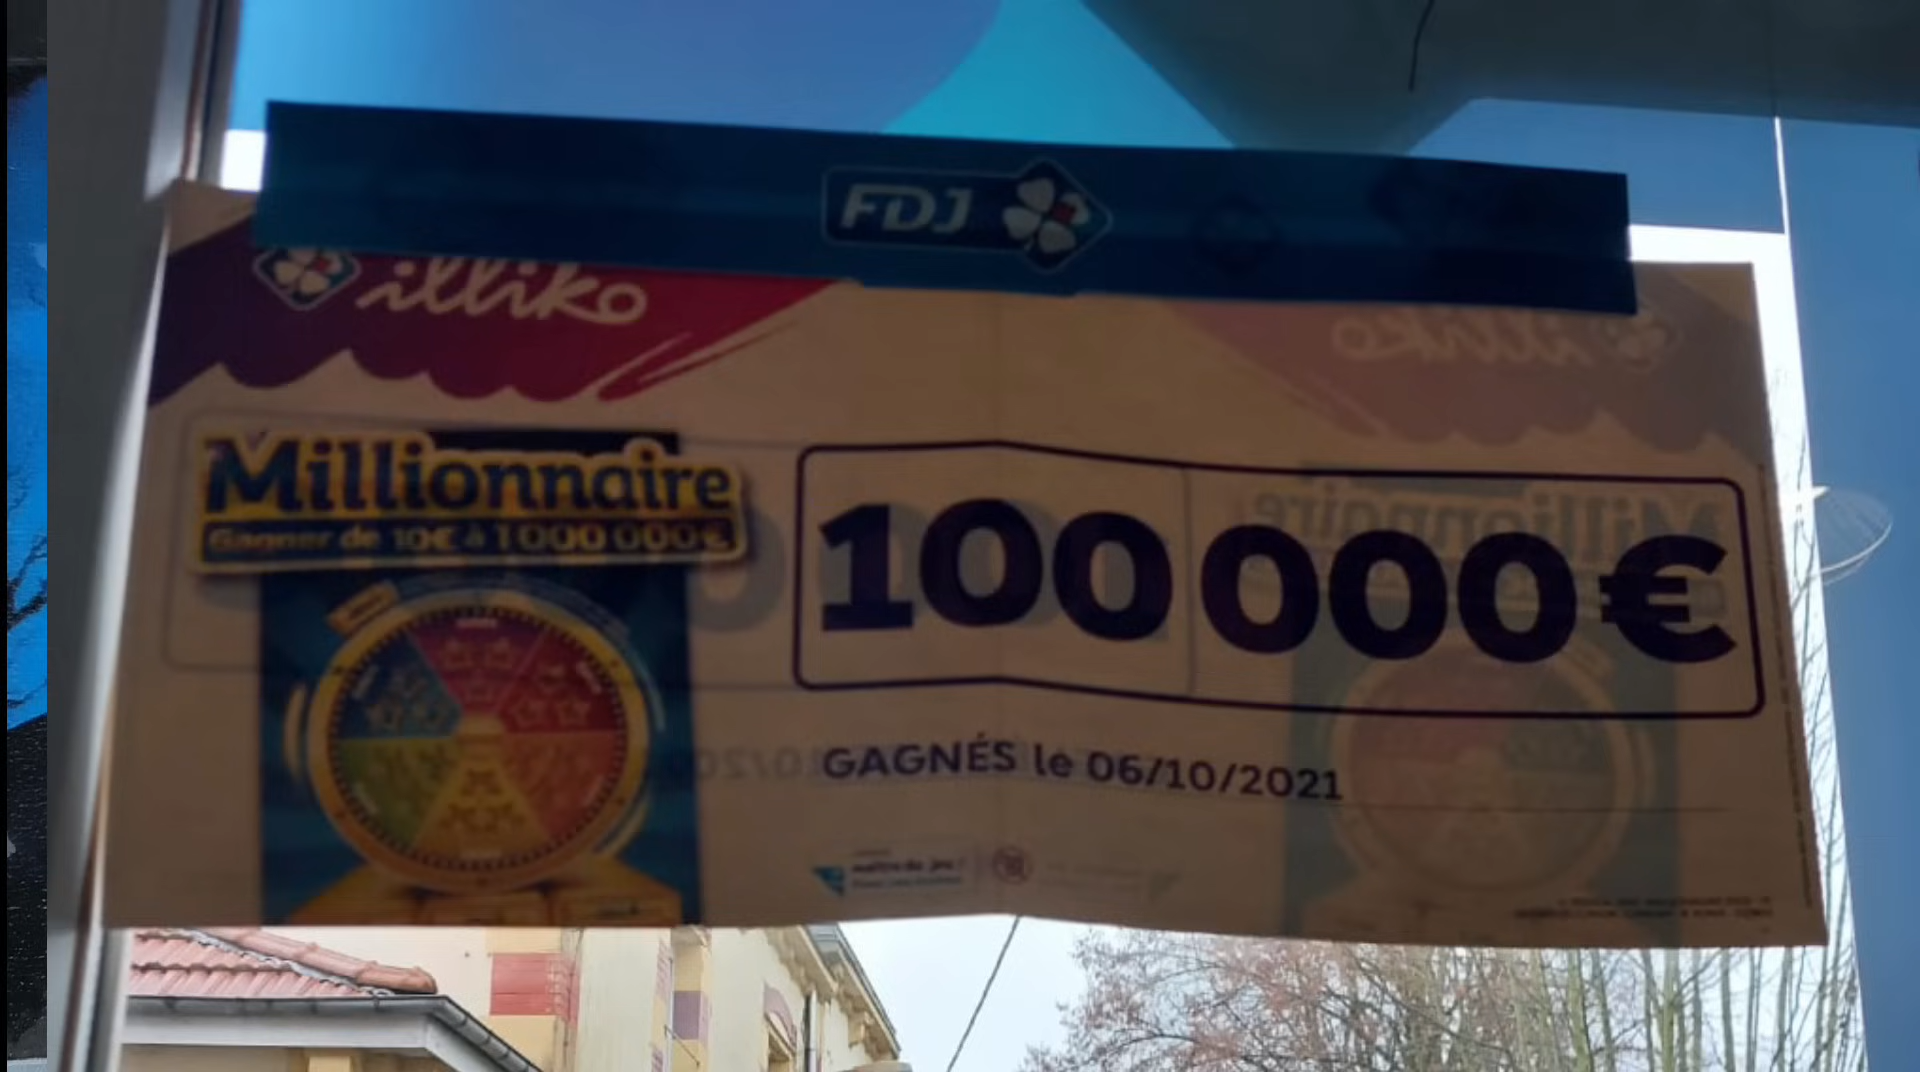 FDJ
illiko
Millionnaire
Gagner de 10€ à 1 000 000€
100 000 €
GAGNÉS le 06/10/2021